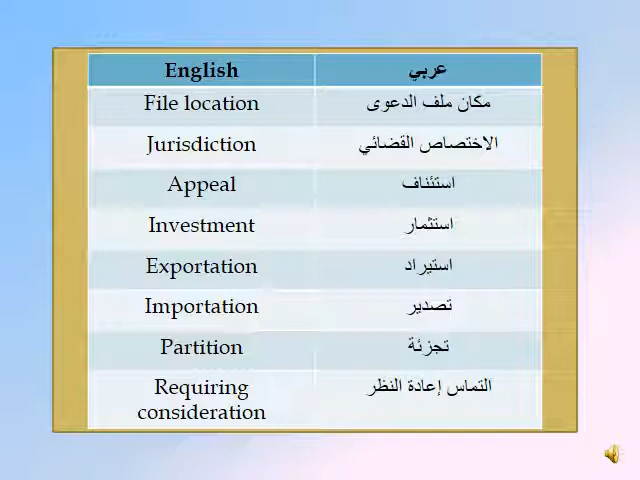 English عربي
File location مكان ملف الدعوى
Jurisdiction الاختصاص القضائي
Appeal استئناف
Investment استثمار
Exportation استيراد
Importation تصدير
Partition تجزئة
Requiring التماس إعادة النظر
consideration